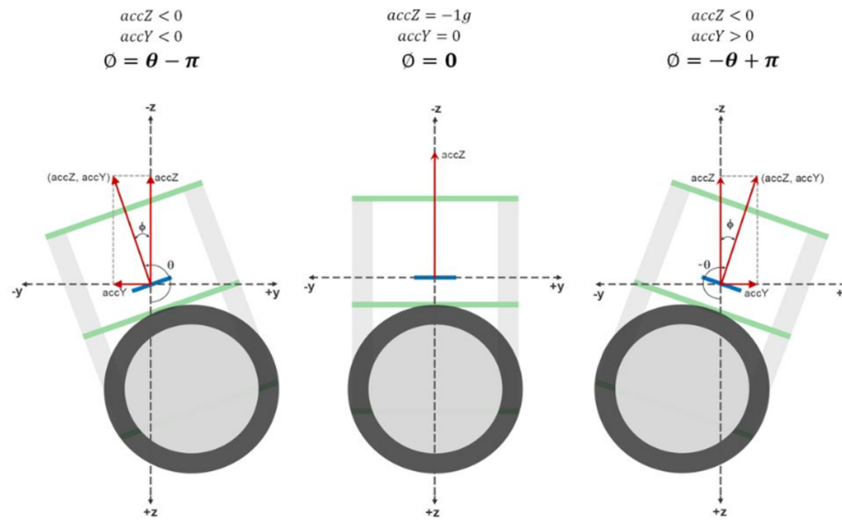 accZ < 0
accY < 0
Ø = θ − π
-z
(accZ, accY)
accZ
ϕ
θ
-y
accY
+y
+z
accZ = −1g
accY = 0
Ø = 0
-z
accZ
-y
+y
+z
accZ < 0
accY > 0
Ø = −θ + π
-z
accZ
(accZ, accY)
ϕ
-θ
-y
accY
+z